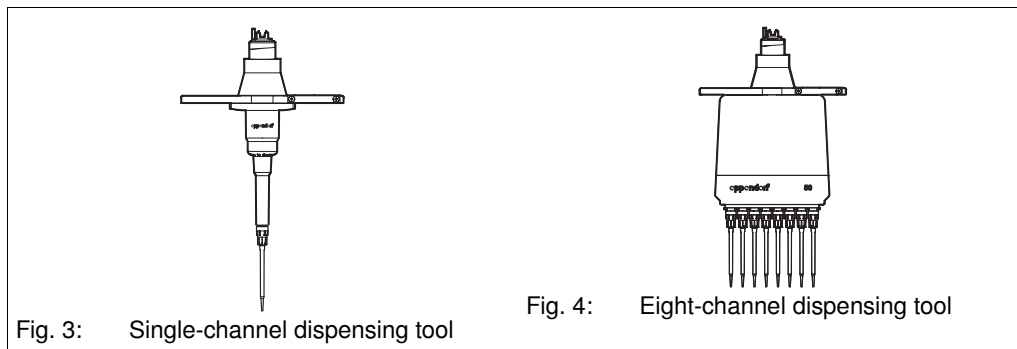 eppendorf
eppendorf 50
Fig. 3: Single-channel dispensing tool
Fig. 4: Eight-channel dispensing tool